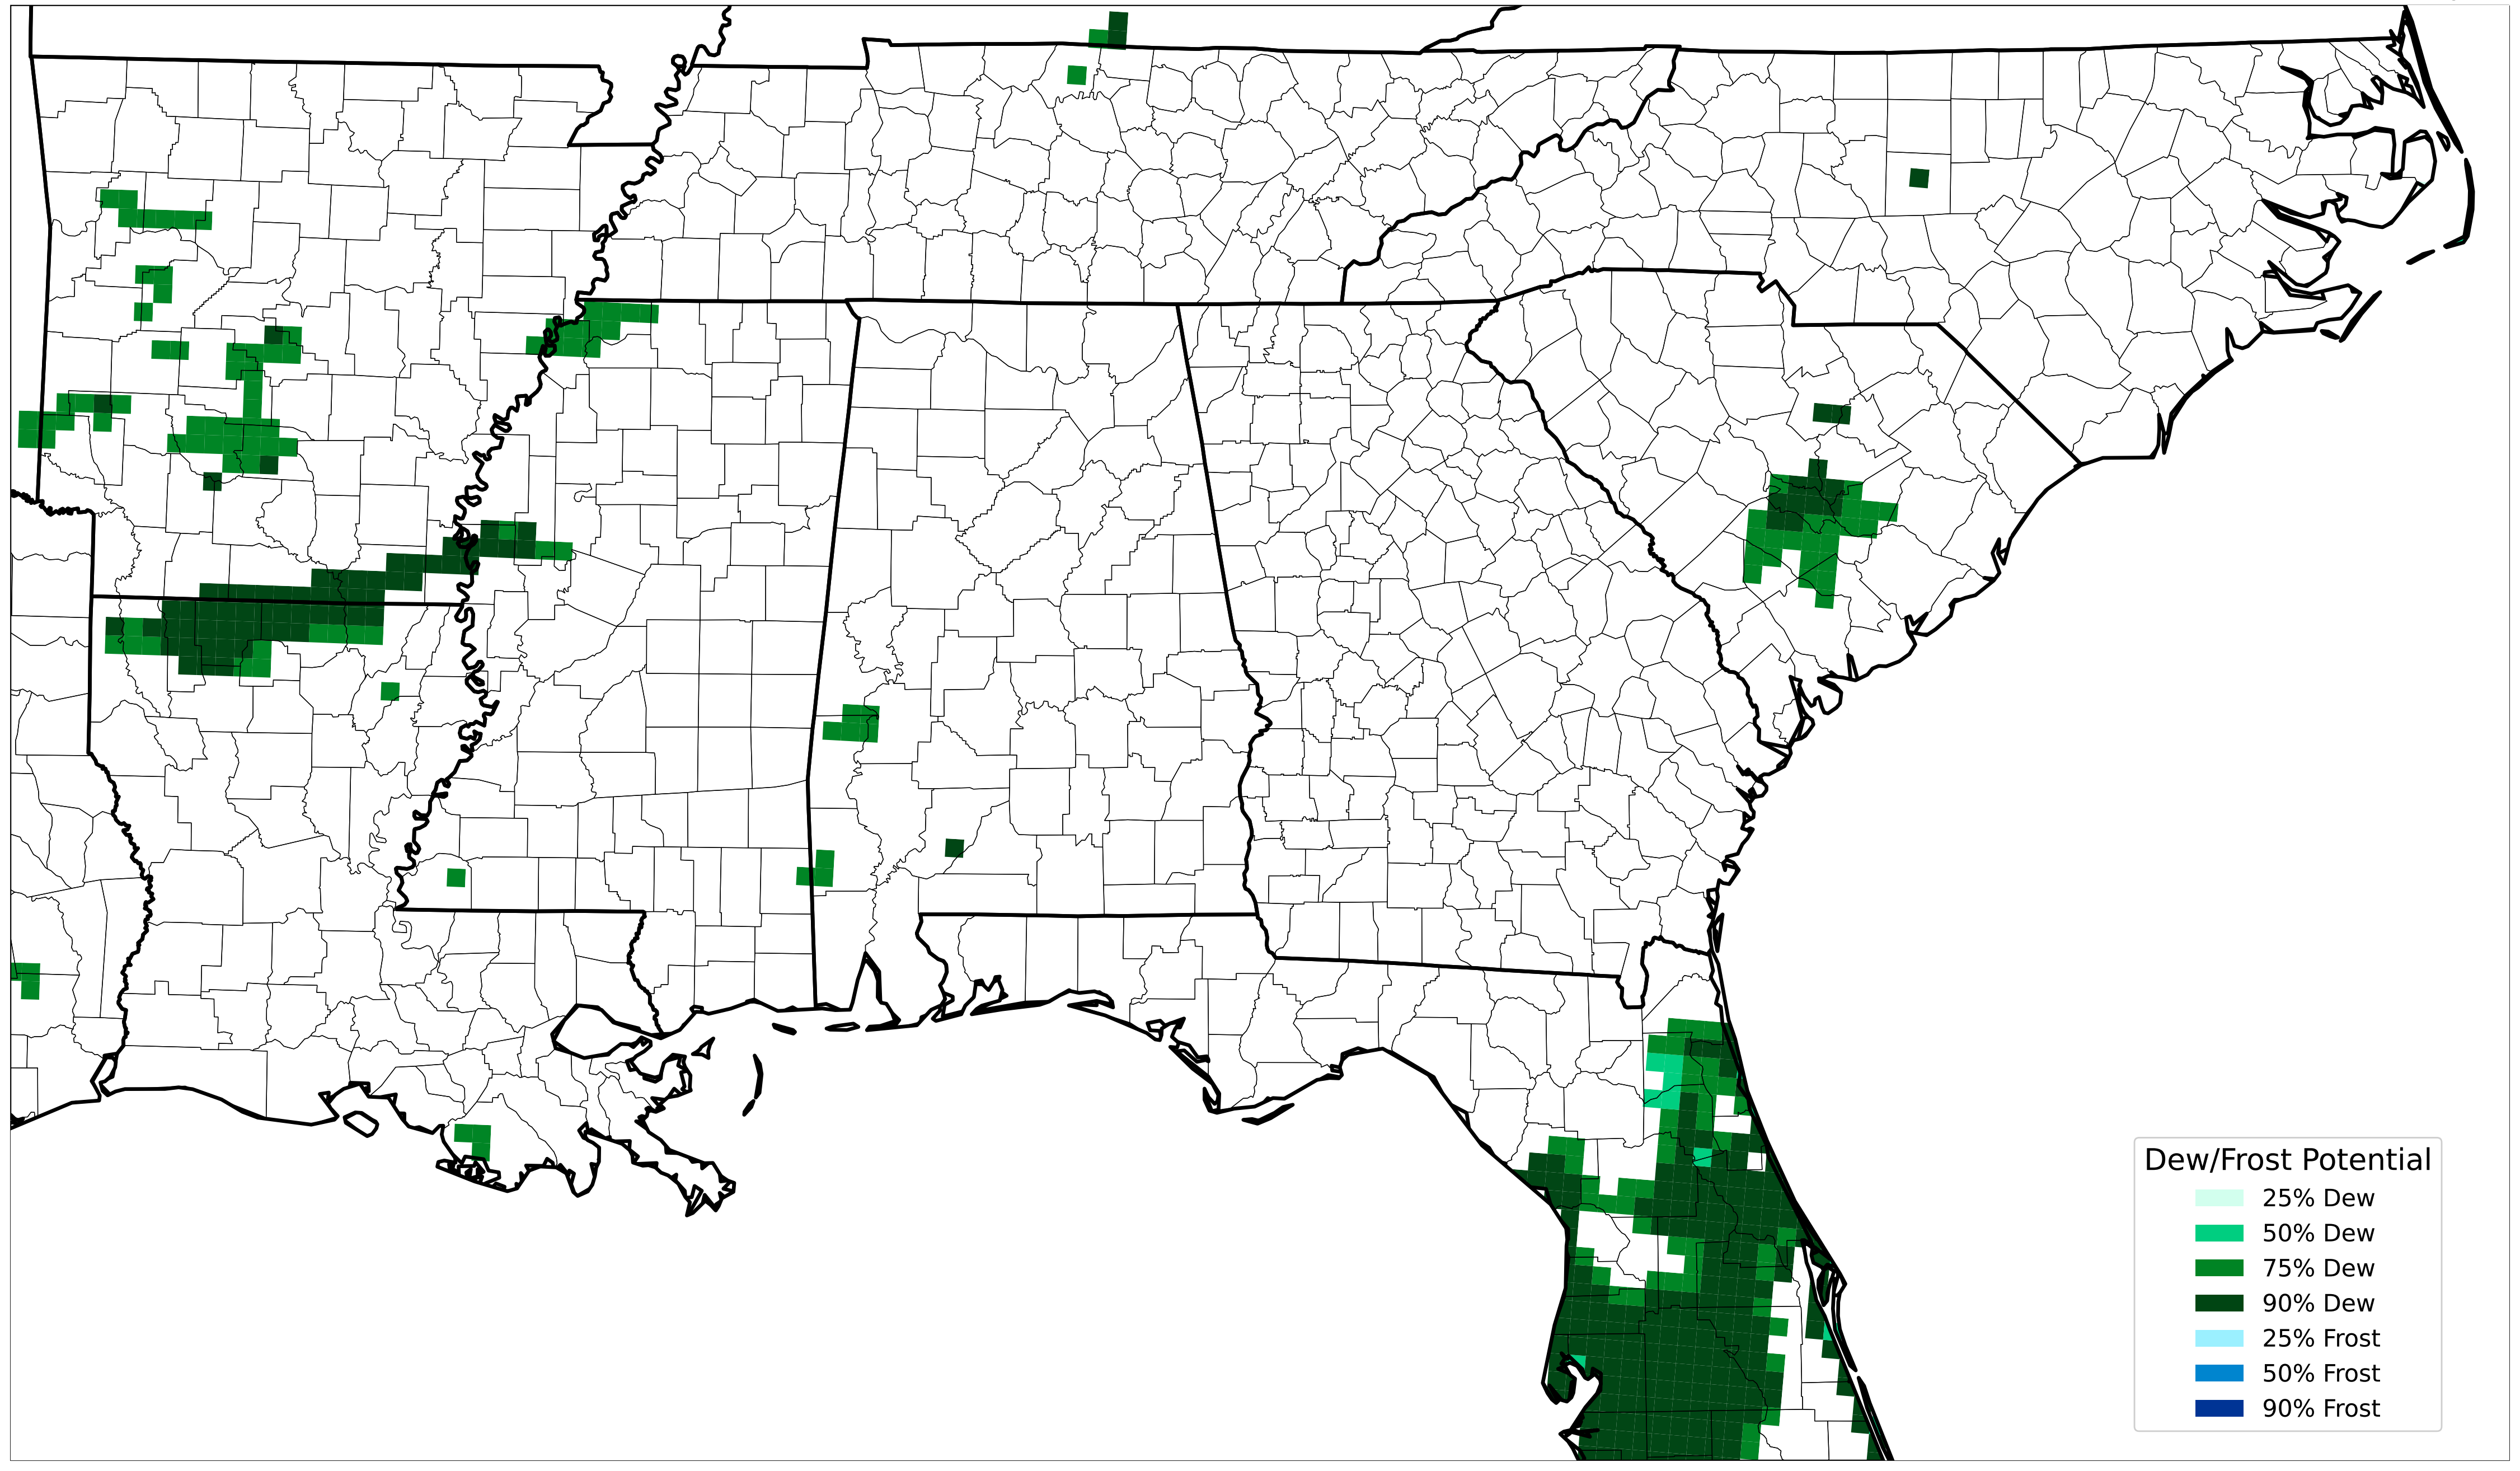 Dew/Frost Potential
25% Dew
50% Dew
75% Dew
90% Dew
25% Frost
50% Frost
90% Frost